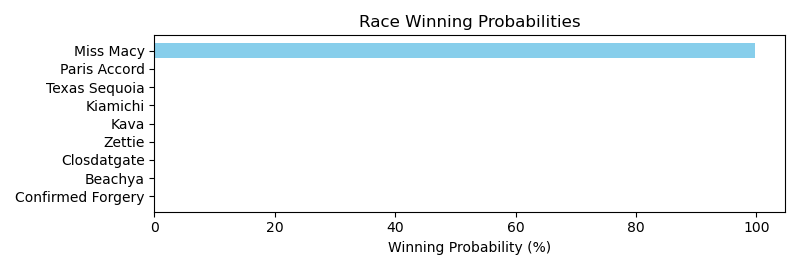 Race Winning Probabilities
Miss Macy
Paris Accord
Texas Sequoia
Kiamichi
Kava
Zettie
Closdatgate
Beachya
Confirmed Forgery
0 20 40 60 80 100
Winning Probability (%)